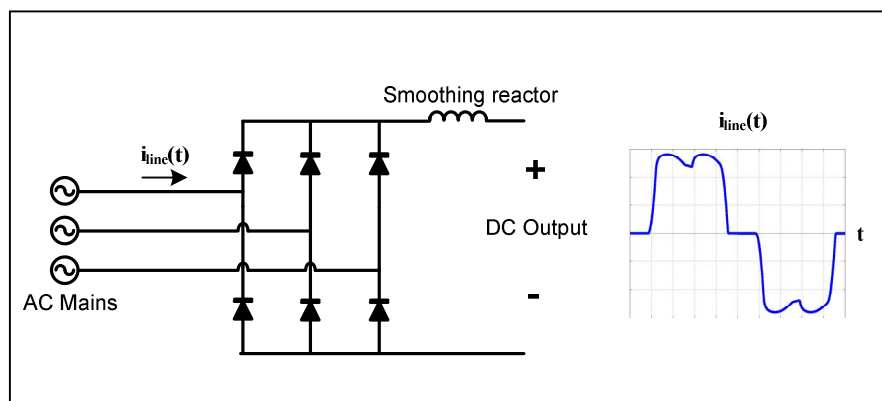 Smoothing reactor
iline(t)
iline(t)
+
DC Output
t
-
AC Mains